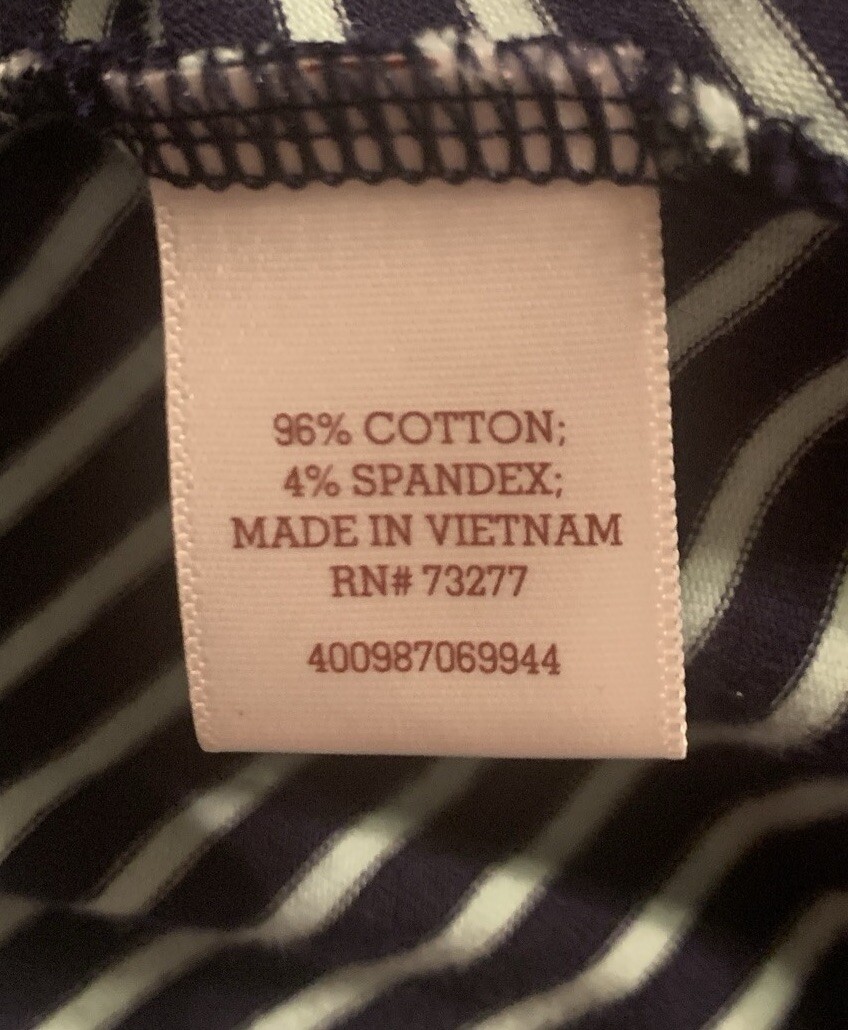 96% COTTON;
4% SPANDEX;
MADE IN VIETNAM
RN# 73277
400987069944